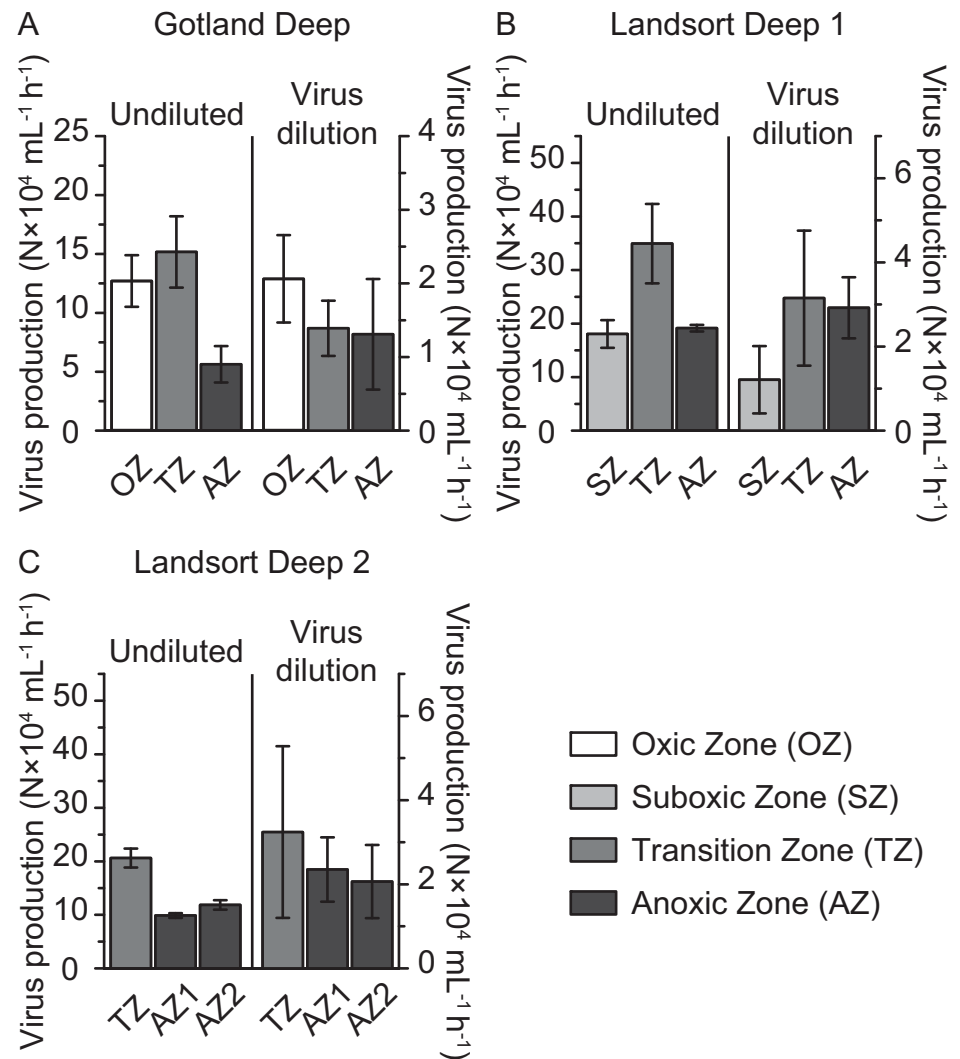 A Gotland Deep
Virus production (N×10⁴ mL⁻¹ h⁻¹)
Undiluted
Virus
dilution
Virus production (N×10⁴ mL⁻¹ h⁻¹)
25
20
15
10
5
0
4
3
2
1
0
OZ TZ AZ OZ TZ AZ
B Landsort Deep 1
Virus production (N×10⁴ mL⁻¹ h⁻¹)
Undiluted
Virus
dilution
Virus production (N×10⁴ mL⁻¹ h⁻¹)
50
40
30
20
10
0
6
4
2
0
SZ TZ AZ SZ TZ AZ
C Landsort Deep 2
Virus production (N×10⁴ mL⁻¹ h⁻¹)
Undiluted
Virus
dilution
Virus production (N×10⁴ mL⁻¹ h⁻¹)
50
40
30
20
10
0
6
4
2
0
TZ AZ1 AZ2 TZ AZ1 AZ2
Oxic Zone (OZ)
Suboxic Zone (SZ)
Transition Zone (TZ)
Anoxic Zone (AZ)